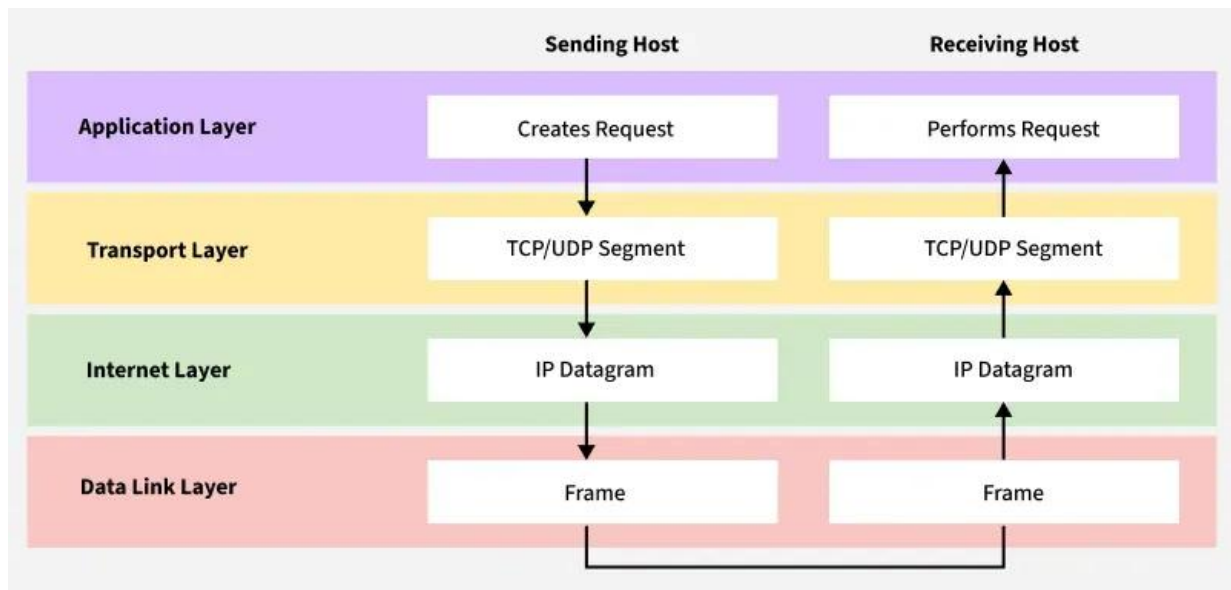 Sending Host
Receiving Host
Application Layer
Creates Request
Performs Request
Transport Layer
TCP/UDP Segment
TCP/UDP Segment
Internet Layer
IP Datagram
IP Datagram
Data Link Layer
Frame
Frame